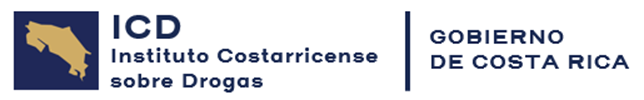 ICD
Instituto Costarricense
sobre Drogas
GOBIERNO
DE COSTA RICA